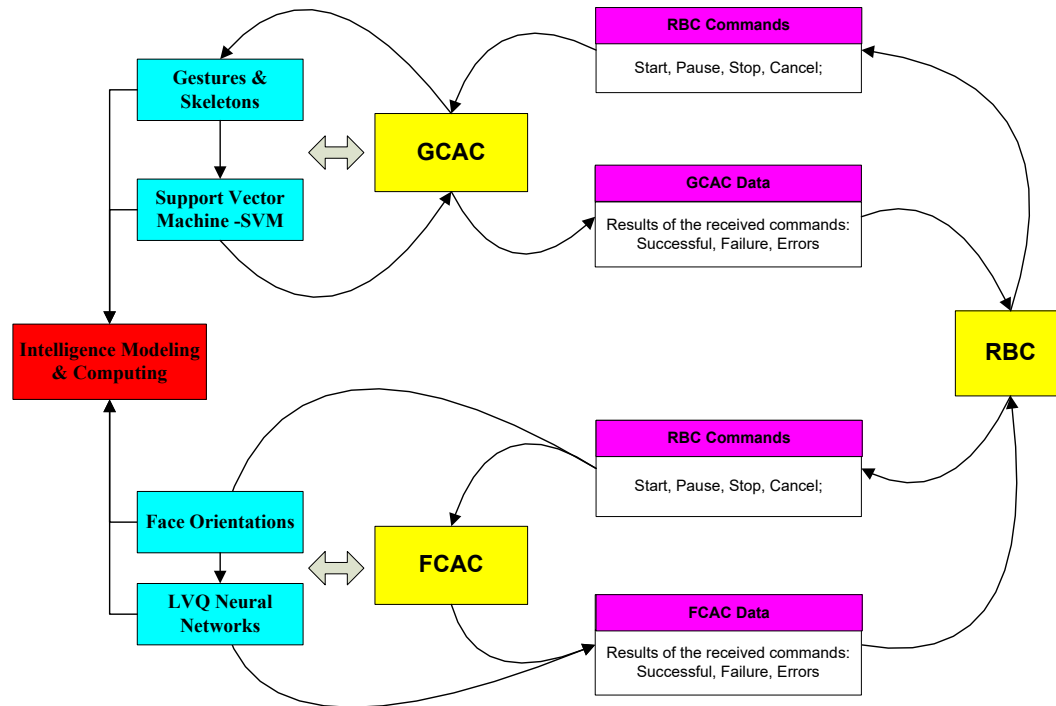 RBC Commands
Start, Pause, Stop, Cancel;
Gestures &
Skeletons
GCAC
Support Vector
Machine -SVM
GCAC Data
Results of the received commands:
Successful, Failure, Errors
Intelligence Modeling
& Computing
RBC
RBC Commands
Start, Pause, Stop, Cancel;
Face Orientations
FCAC
LVQ Neural
Networks
FCAC Data
Results of the received commands:
Successful, Failure, Errors